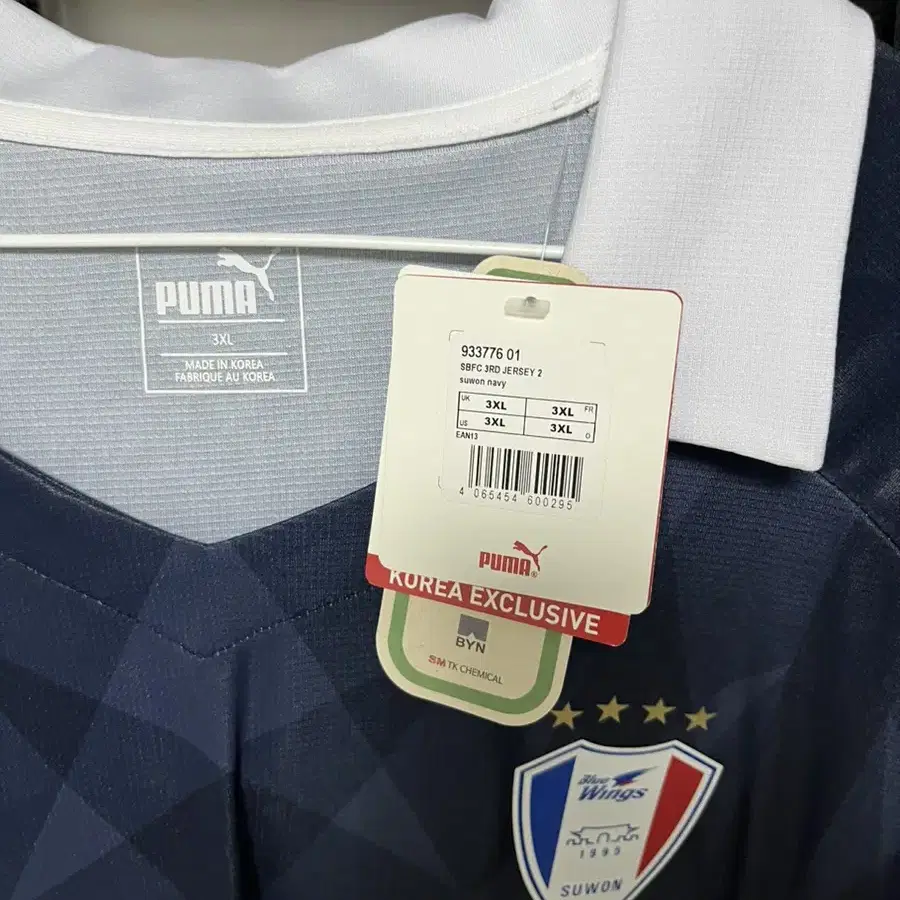 PUMA
3XL
MADE IN KOREA
FABRIQUE AU KOREA
933776 01
SBFC 3RD JERSEY 2
suwon navy
UK 3XL 3XL FR
US 3XL 3XL D
EAN13
4 065454 600295
PUMA®
KOREA EXCLUSIVE
BYN
SM TK CHEMICAL
Blue
Wings
1995
SUWON